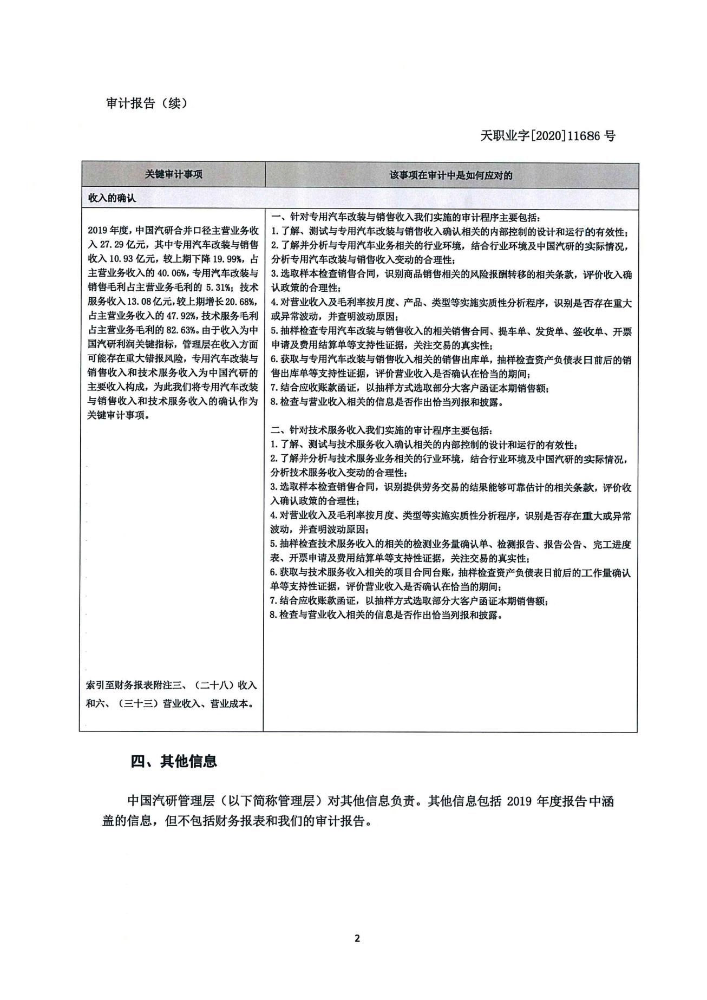 审计报告（续）
天职业字[2020]11686 号
关键审计事项
该事项在审计中是如何应对的
收入的确认
2019 年度，中国汽研合并口径主营业务收
入 27.29 亿元，其中专用汽车改装与销售
收入 10.93 亿元，较上期下降 19.99%，占
主营业务收入的 40.06%，专用汽车改装与
销售毛利占主营业务毛利的 5.31%；技术
服务收入13.08亿元，较上期增长20.68%，
占主营业务收入的 47.92%，技术服务毛利
占主营业务毛利的 82.63%。由于收入为中
国汽研利润关键指标，管理层在收入方面
可能存在重大错报风险，专用汽车改装与
销售收入和技术服务收入为中国汽研的
主要收入构成，为此我们将专用汽车改装
与销售收入和技术服务收入的确认作为
关键审计事项。
索引至财务报表附注三、（二十八）收入
和六、（三十三）营业收入、营业成本。
一、针对专用汽车改装与销售收入我们实施的审计程序主要包括：
1.了解、测试与专用汽车改装与销售收入确认相关的内部控制的设计和运行的有效性；
2.了解并分析与专用汽车业务相关的行业环境，结合行业环境及中国汽研的实际情况，
分析专用汽车改装与销售收入变动的合理性；
3.选取样本检查销售合同，识别商品销售相关的风险报酬转移的相关条款，评价收入确
认政策的合理性；
4.对营业收入及毛利率按月度、产品、类型等实施实质性分析程序，识别是否存在重大
或异常波动，并查明波动原因；
5.抽样检查专用汽车改装与销售收入的相关销售合同、提车单、发货单、签收单、开票
申请及费用结算单等支持性证据，关注交易的真实性；
6.获取与专用汽车改装与销售收入相关的销售出库单，抽样检查资产负债表日前后的销
售出库单等支持性证据，评价营业收入是否确认在恰当的期间；
7.结合应收账款函证，以抽样方式选取部分大客户函证本期销售额；
8.检查与营业收入相关的信息是否作出恰当列报和披露。
二、针对技术服务收入我们实施的审计程序主要包括：
1.了解、测试与技术服务收入确认相关的内部控制的设计和运行的有效性；
2.了解并分析与技术服务业务相关的行业环境，结合行业环境及中国汽研的实际情况，
分析技术服务收入变动的合理性；
3.选取样本检查销售合同，识别提供劳务交易的结果能够可靠估计的相关条款，评价收
入确认政策的合理性；
4.对营业收入及毛利率按月度、类型等实施实质性分析程序，识别是否存在重大或异常
波动，并查明波动原因；
5.抽样检查技术服务收入的相关的检测业务量确认单、检测报告、报告公告、完工进度
表、开票申请及费用结算单等支持性证据，关注交易的真实性；
6.获取与技术服务收入相关的项目合同台账，抽样检查资产负债表日前后的工作量确认
单等支持性证据，评价营业收入是否确认在恰当的期间；
7.结合应收账款函证，以抽样方式选取部分大客户函证本期销售额；
8.检查与营业收入相关的信息是否作出恰当列报和披露。
四、其他信息
中国汽研管理层（以下简称管理层）对其他信息负责。其他信息包括 2019 年度报告中涵
盖的信息，但不包括财务报表和我们的审计报告。
2